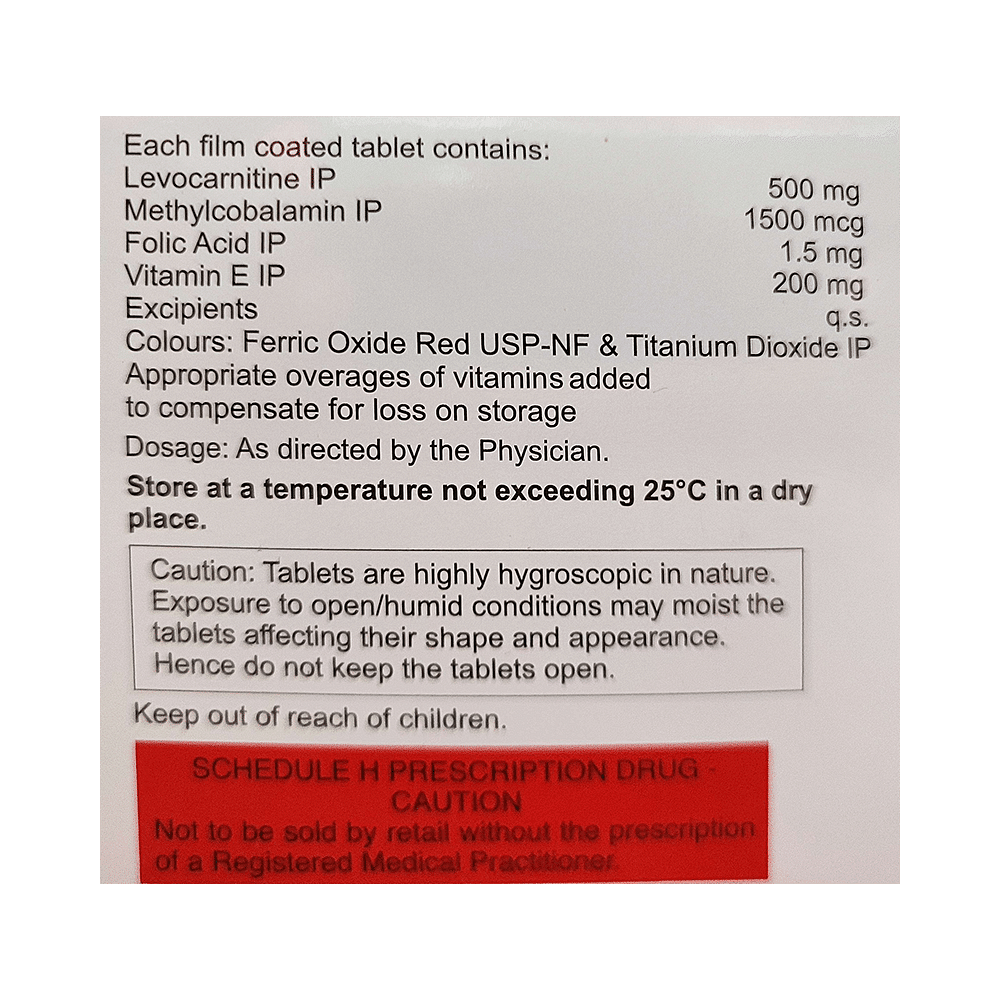 Each film coated tablet contains:
Levocarnitine IP 500 mg
Methylcobalamin IP 1500 mcg
Folic Acid IP 1.5 mg
Vitamin E IP 200 mg
Excipients q.s.
Colours: Ferric Oxide Red USP-NF & Titanium Dioxide IP
Appropriate overages of vitamins added
to compensate for loss on storage
Dosage: As directed by the Physician.
Store at a temperature not exceeding 25°C in a dry
place.
Caution: Tablets are highly hygroscopic in nature.
Exposure to open/humid conditions may moist the
tablets affecting their shape and appearance.
Hence do not keep the tablets open.
Keep out of reach of children.
SCHEDULE H PRESCRIPTION DRUG -
CAUTION
Not to be sold by retail without the prescription
of a Registered Medical Practitioner.